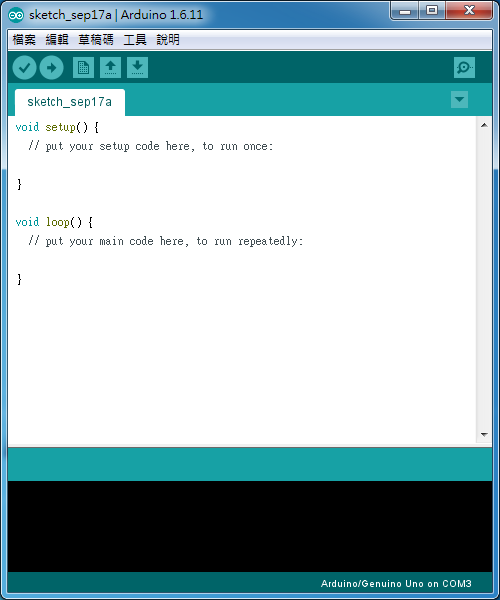 sketch_sep17a | Arduino 1.6.11
檔案 編輯 草稿碼 工具 說明
sketch_sep17a
void setup() {
  // put your setup code here, to run once:
}
void loop() {
  // put your main code here, to run repeatedly:
}
Arduino/Genuino Uno on COM3